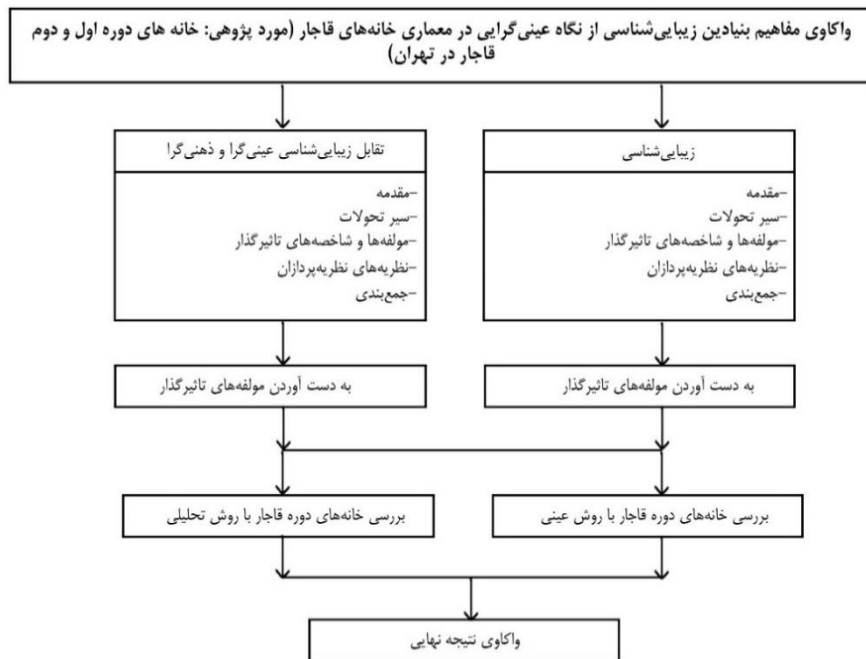 واکاوی مفاهیم بنیادین زیبایی‌شناسی از نگاه عینی‌گرایی در معماری خانه‌های قاجار (مورد پژوهی: خانه های دوره اول و دوم
قاجار در تهران)
زیبایی‌شناسی
-مقدمه
-سیر تحولات
-مولفه‌ها و شاخصه‌های تاثیرگذار
-نظریه‌های نظریه‌پردازان
-جمع‌بندی
تقابل زیبایی‌شناسی عینی‌گرا و ذهنی‌گرا
-مقدمه
-سیر تحولات
-مولفه‌ها و شاخصه‌های تاثیرگذار
-نظریه‌های نظریه‌پردازان
-جمع‌بندی
به دست آوردن مولفه‌های تاثیرگذار
به دست آوردن مولفه‌های تاثیرگذار
بررسی خانه‌های دوره قاجار با روش عینی
بررسی خانه‌های دوره قاجار با روش تحلیلی
واکاوی نتیجه نهایی